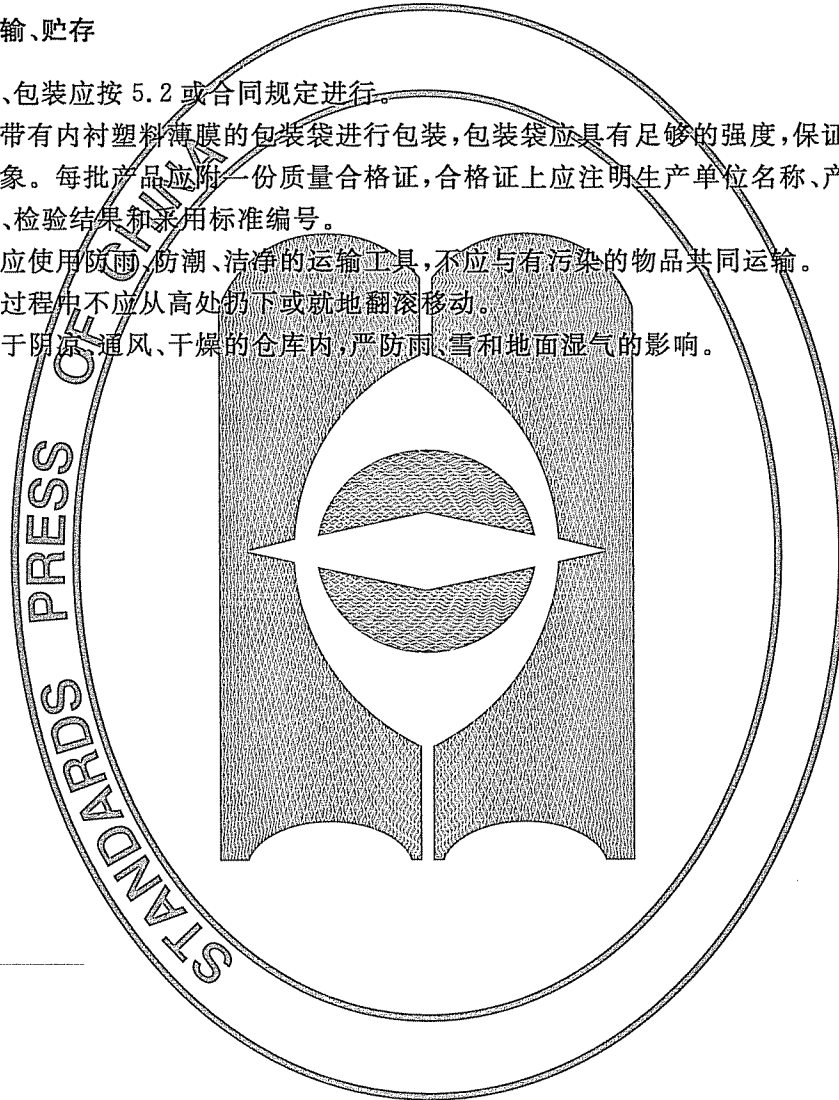 输、贮存
、包装应按 5.2 或合同规定进行。
带有内衬塑料薄膜的包装袋进行包装,包装袋应具有足够的强度,保证
象。每批产品应附一份质量合格证,合格证上应注明生产单位名称、产
、检验结果和采用标准编号。
应使用防雨、防潮、洁净的运输工具,不应与有污染的物品共同运输。
过程中不应从高处扔下或就地翻滚移动。
于阴凉、通风、干燥的仓库内,严防雨、雪和地面湿气的影响。
STANDARDS PRESS OF CHINA